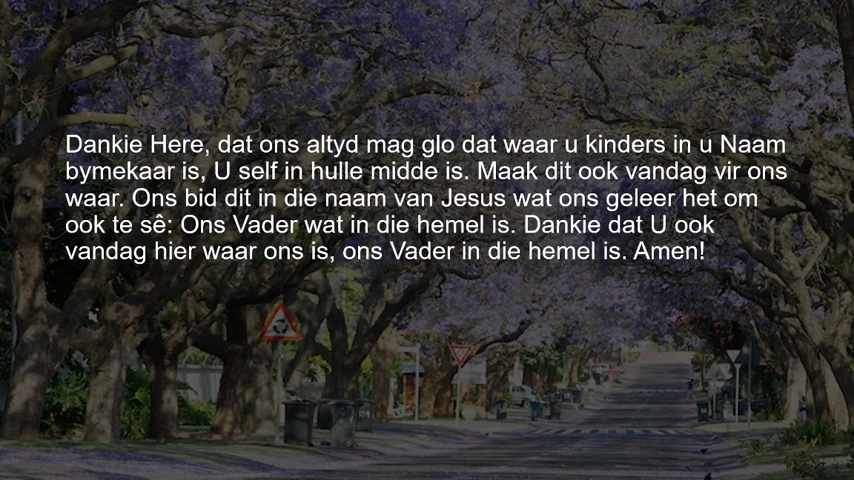 Dankie Here, dat ons altyd mag glo dat waar u kinders in u Naam
bymekaar is, U self in hulle midde is. Maak dit ook vandag vir ons
waar. Ons bid dit in die naam van Jesus wat ons geleer het om
ook te sê: Ons Vader wat in die hemel is. Dankie dat U ook
vandag hier waar ons is, ons Vader in die hemel is. Amen!